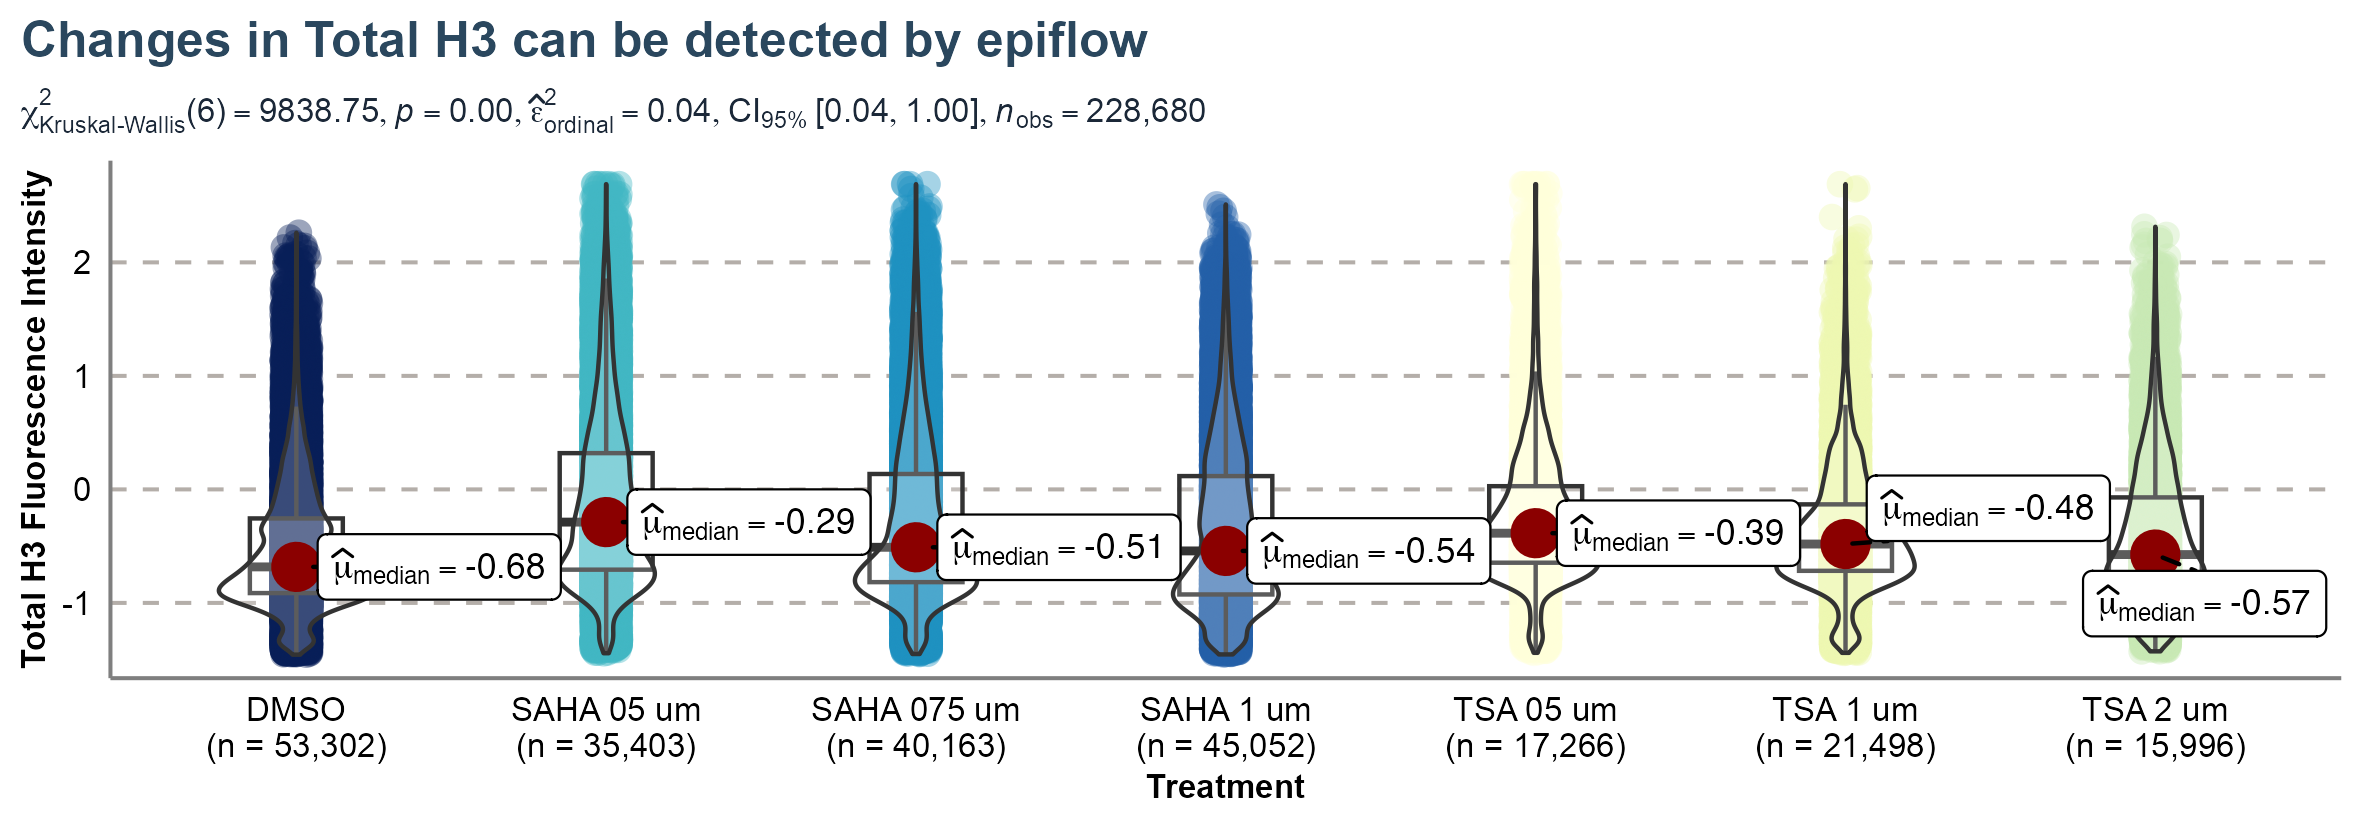 Changes in Total H3 can be detected by epiflow
χ²Kruskal-Wallis(6) = 9838.75, p = 0.00, ε̂²ordinal = 0.04, CI95% [0.04, 1.00], nobs = 228,680
Total H3 Fluorescence Intensity
2
1
0
-1
μ̂median = -0.68
μ̂median = -0.29
μ̂median = -0.51
μ̂median = -0.54
μ̂median = -0.39
μ̂median = -0.48
μ̂median = -0.57
DMSO
(n = 53,302)
SAHA 05 um
(n = 35,403)
SAHA 075 um
(n = 40,163)
SAHA 1 um
(n = 45,052)
TSA 05 um
(n = 17,266)
TSA 1 um
(n = 21,498)
TSA 2 um
(n = 15,996)
Treatment